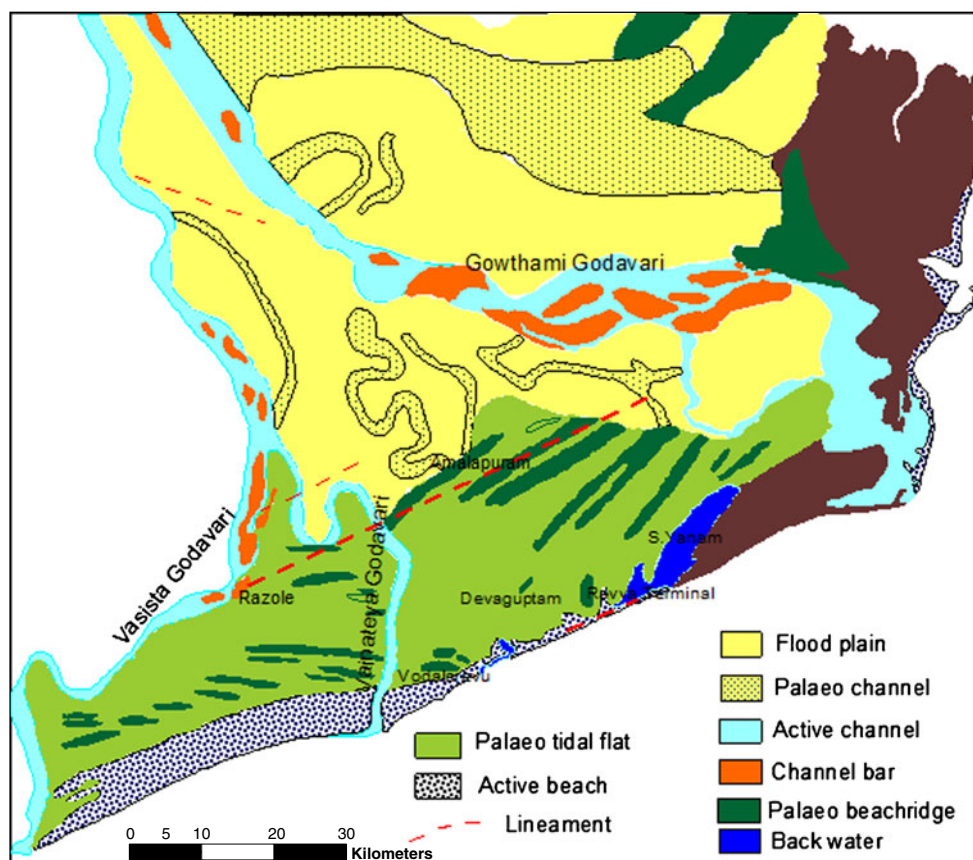 Gowthami Godavari
Amalapuram
Vasista Godavari
Vainateya Godavari
S.Yanam
Razole
Devaguptam
Terminal
Flood plain
Palaeo channel
Active channel
Channel bar
Palaeo beachridge
Back water
Palaeo tidal flat
Active beach
Lineament
0 5 10 20 30
Kilometers